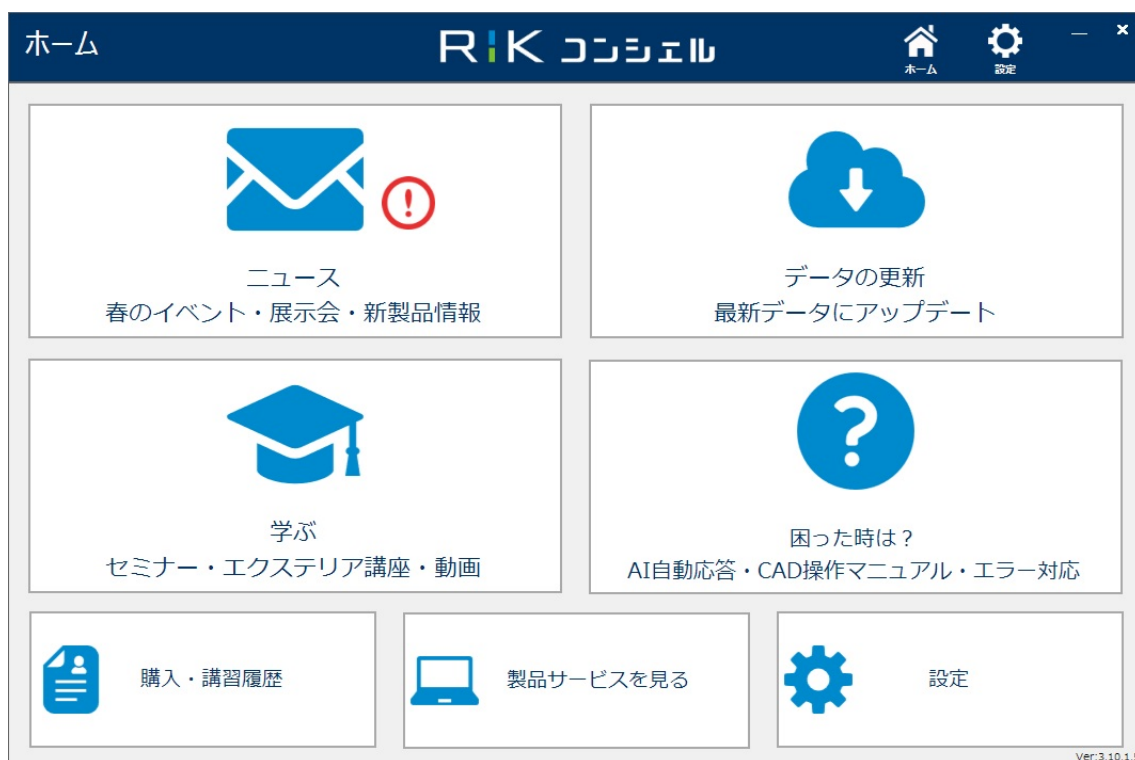 ホーム
RIK コンシェル
ホーム
設定
ニュース
春のイベント・展示会・新製品情報
データの更新
最新データにアップデート
学ぶ
セミナー・エクステリア講座・動画
困った時は？
AI自動応答・CAD操作マニュアル・エラー対応
購入・講習履歴
製品サービスを見る
設定
Ver:3.10.1.